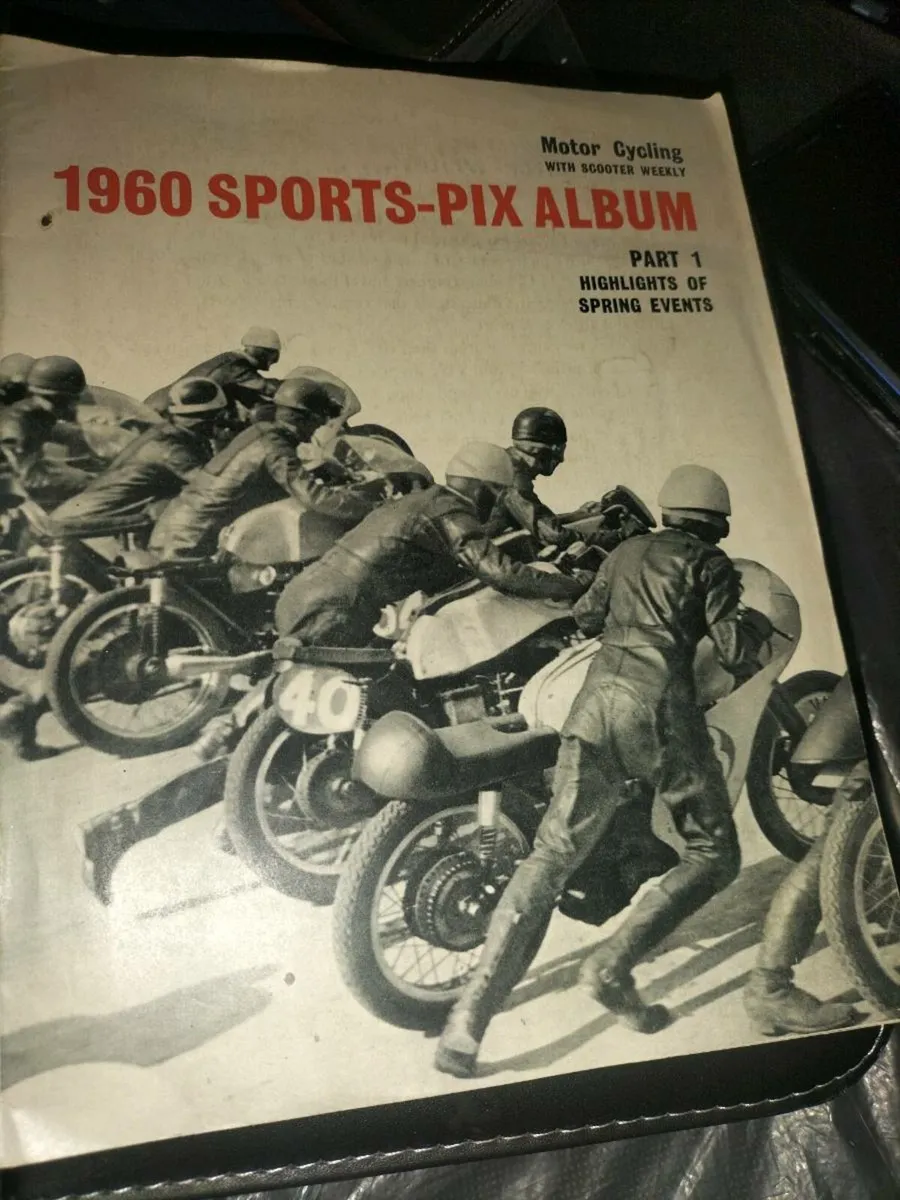 Motor Cycling
WITH SCOOTER WEEKLY
1960 SPORTS-PIX ALBUM
PART 1
HIGHLIGHTS OF
SPRING EVENTS
40